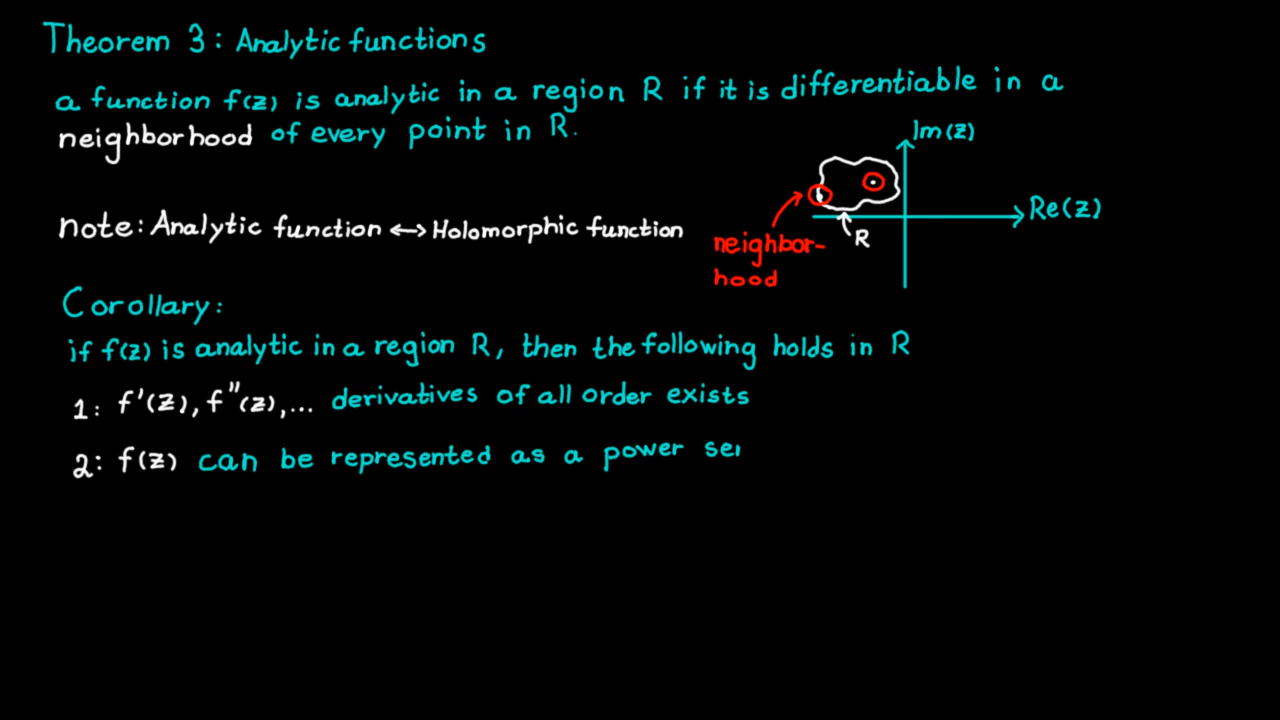 Theorem 3: Analytic functions
a function f(z) is analytic in a region R if it is differentiable in a
neighborhood of every point in R.
Im(z)
Re(z)
R
neighbor-
hood
note: Analytic function ↔ Holomorphic function
Corollary:
if f(z) is analytic in a region R, then the following holds in R
1: f'(z), f"(z),... derivatives of all order exists
2: f(z) can be represented as a power ser